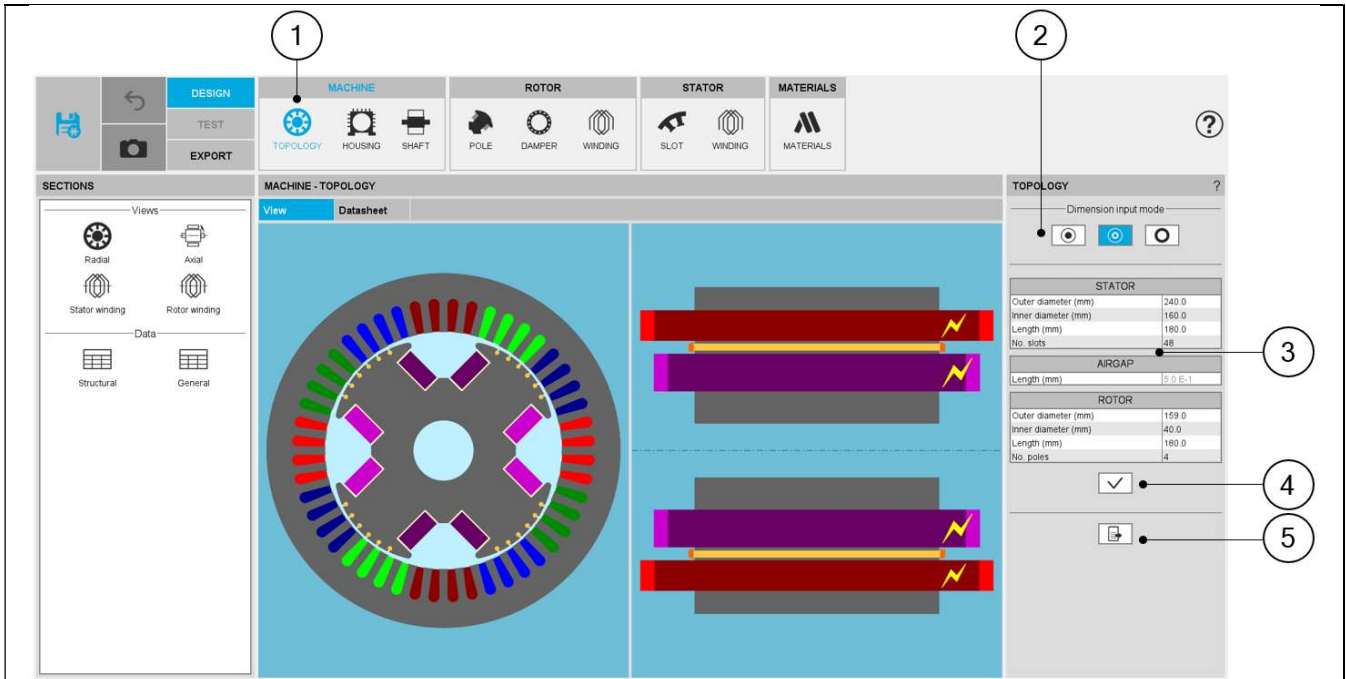 1
2
DESIGN
TEST
EXPORT
MACHINE
ROTOR
STATOR
MATERIALS
TOPOLOGY
HOUSING
SHAFT
POLE
DAMPER
WINDING
SLOT
WINDING
MATERIALS
?
SECTIONS
MACHINE - TOPOLOGY
TOPOLOGY ?
Views
View Datasheet
Dimension input mode
Radial
Axial
Stator winding
Rotor winding
Data
Structural
General
STATOR
Outer diameter (mm) 240.0
Inner diameter (mm) 160.0
Length (mm) 180.0
No. slots 48
3
AIRGAP
Length (mm) 5.0 E-1
ROTOR
Outer diameter (mm) 159.0
Inner diameter (mm) 40.0
Length (mm) 180.0
No. poles 4
4
5